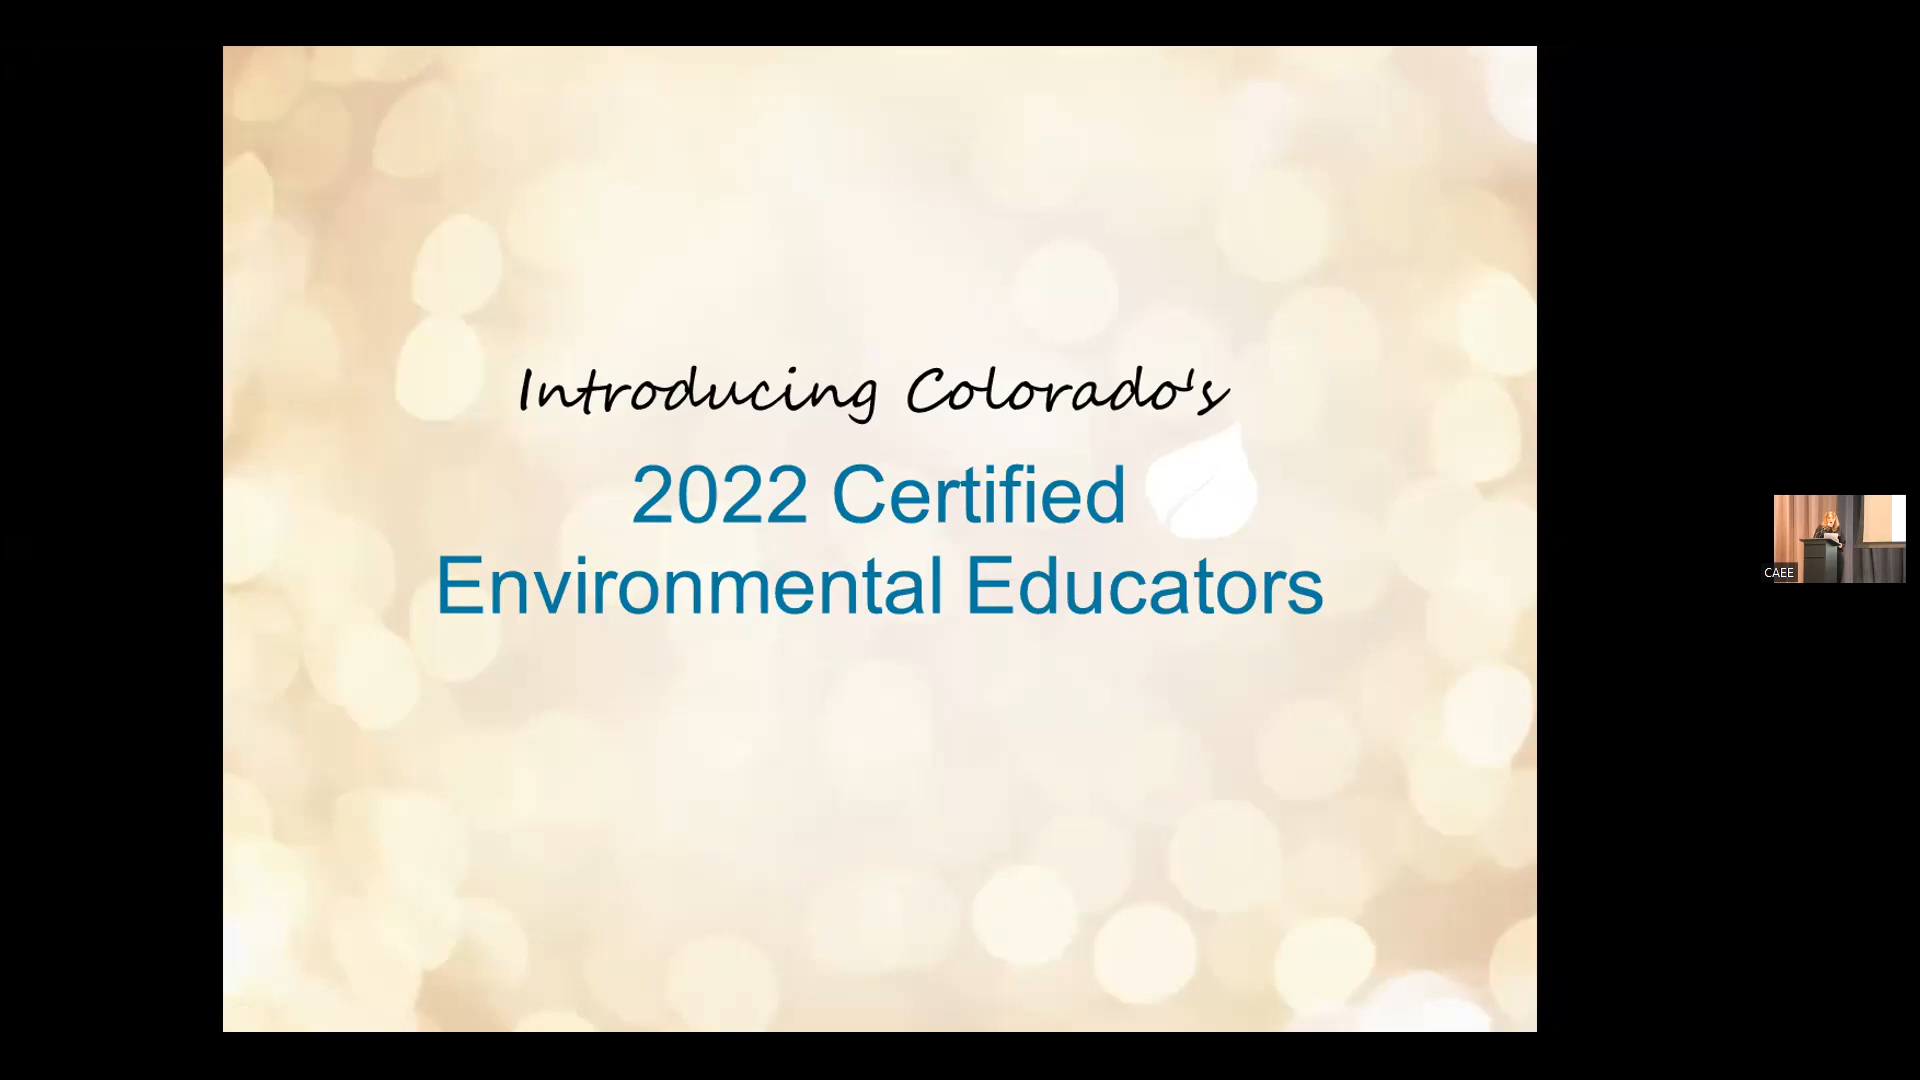 Introducing Colorado's
2022 Certified
Environmental Educators
CAEE